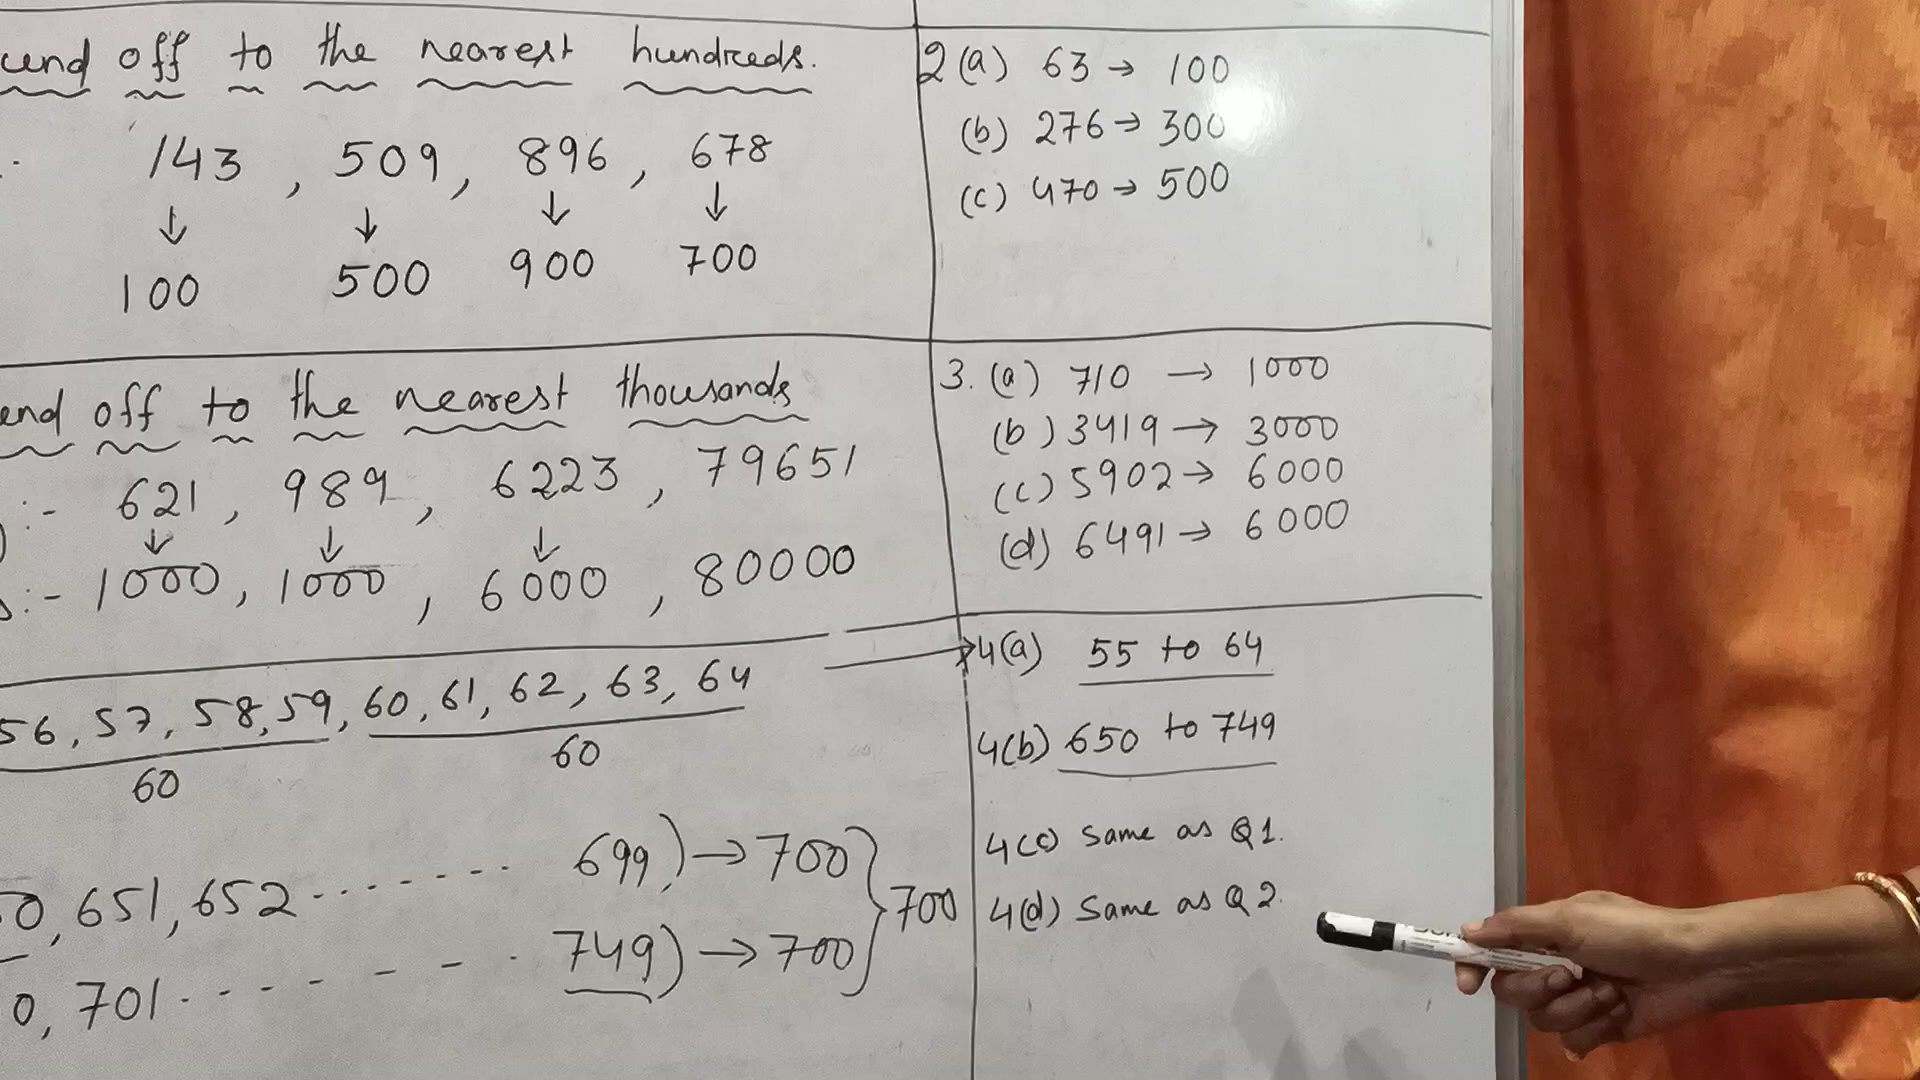 und off to the nearest hundreds.
143, 509, 896, 678
↓ ↓ ↓ ↓
100 500 900 700
end off to the nearest thousands
:- 621, 989, 6223, 79651
↓ ↓ ↓
:- 1000, 1000, 6000, 80000
56, 57, 58, 59, 60, 61, 62, 63, 64
60 60
0, 651, 652....... 699) → 700
700
0, 701....---. 749) → 700
2 (a) 63 → 100
(b) 276 → 300
(c) 470 → 500
3. (a) 710 → 1000
(b) 3419 → 3000
(c) 5902 → 6000
(d) 6491 → 6000
4(a) 55 to 64
4(b) 650 to 749
4(c) Same as Q1.
4(d) Same as Q2.